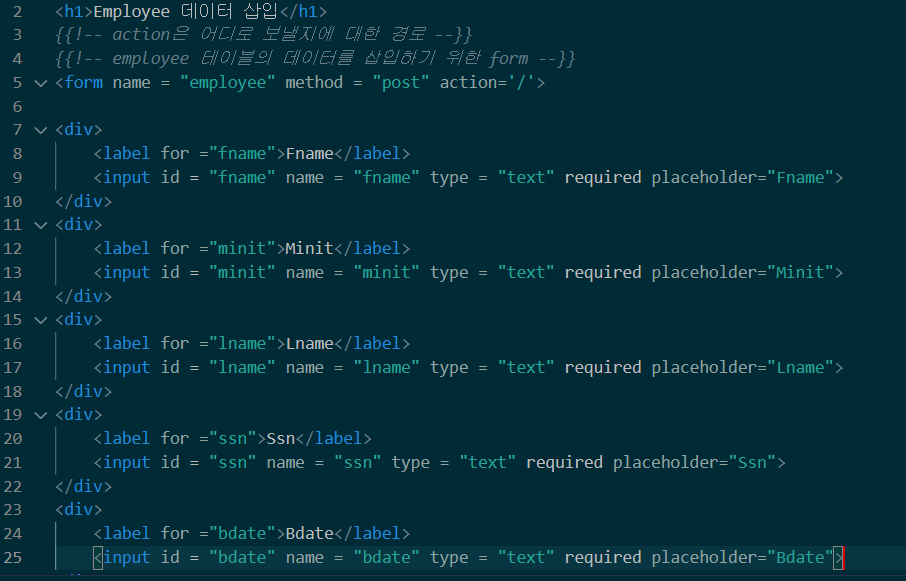 2 <h1>Employee 데이터 삽입</h1>
3 {{!-- action은 어디로 보낼지에 대한 경로 --}}
4 {{!-- employee 테이블의 데이터를 삽입하기 위한 form --}}
5 <form name = "employee" method = "post" action='/'>
6
7 <div>
8 <label for ="fname">Fname</label>
9 <input id = "fname" name = "fname" type = "text" required placeholder="Fname">
10 </div>
11 <div>
12 <label for ="minit">Minit</label>
13 <input id = "minit" name = "minit" type = "text" required placeholder="Minit">
14 </div>
15 <div>
16 <label for ="lname">Lname</label>
17 <input id = "lname" name = "lname" type = "text" required placeholder="Lname">
18 </div>
19 <div>
20 <label for ="ssn">Ssn</label>
21 <input id = "ssn" name = "ssn" type = "text" required placeholder="Ssn">
22 </div>
23 <div>
24 <label for ="bdate">Bdate</label>
25 <input id = "bdate" name = "bdate" type = "text" required placeholder="Bdate">